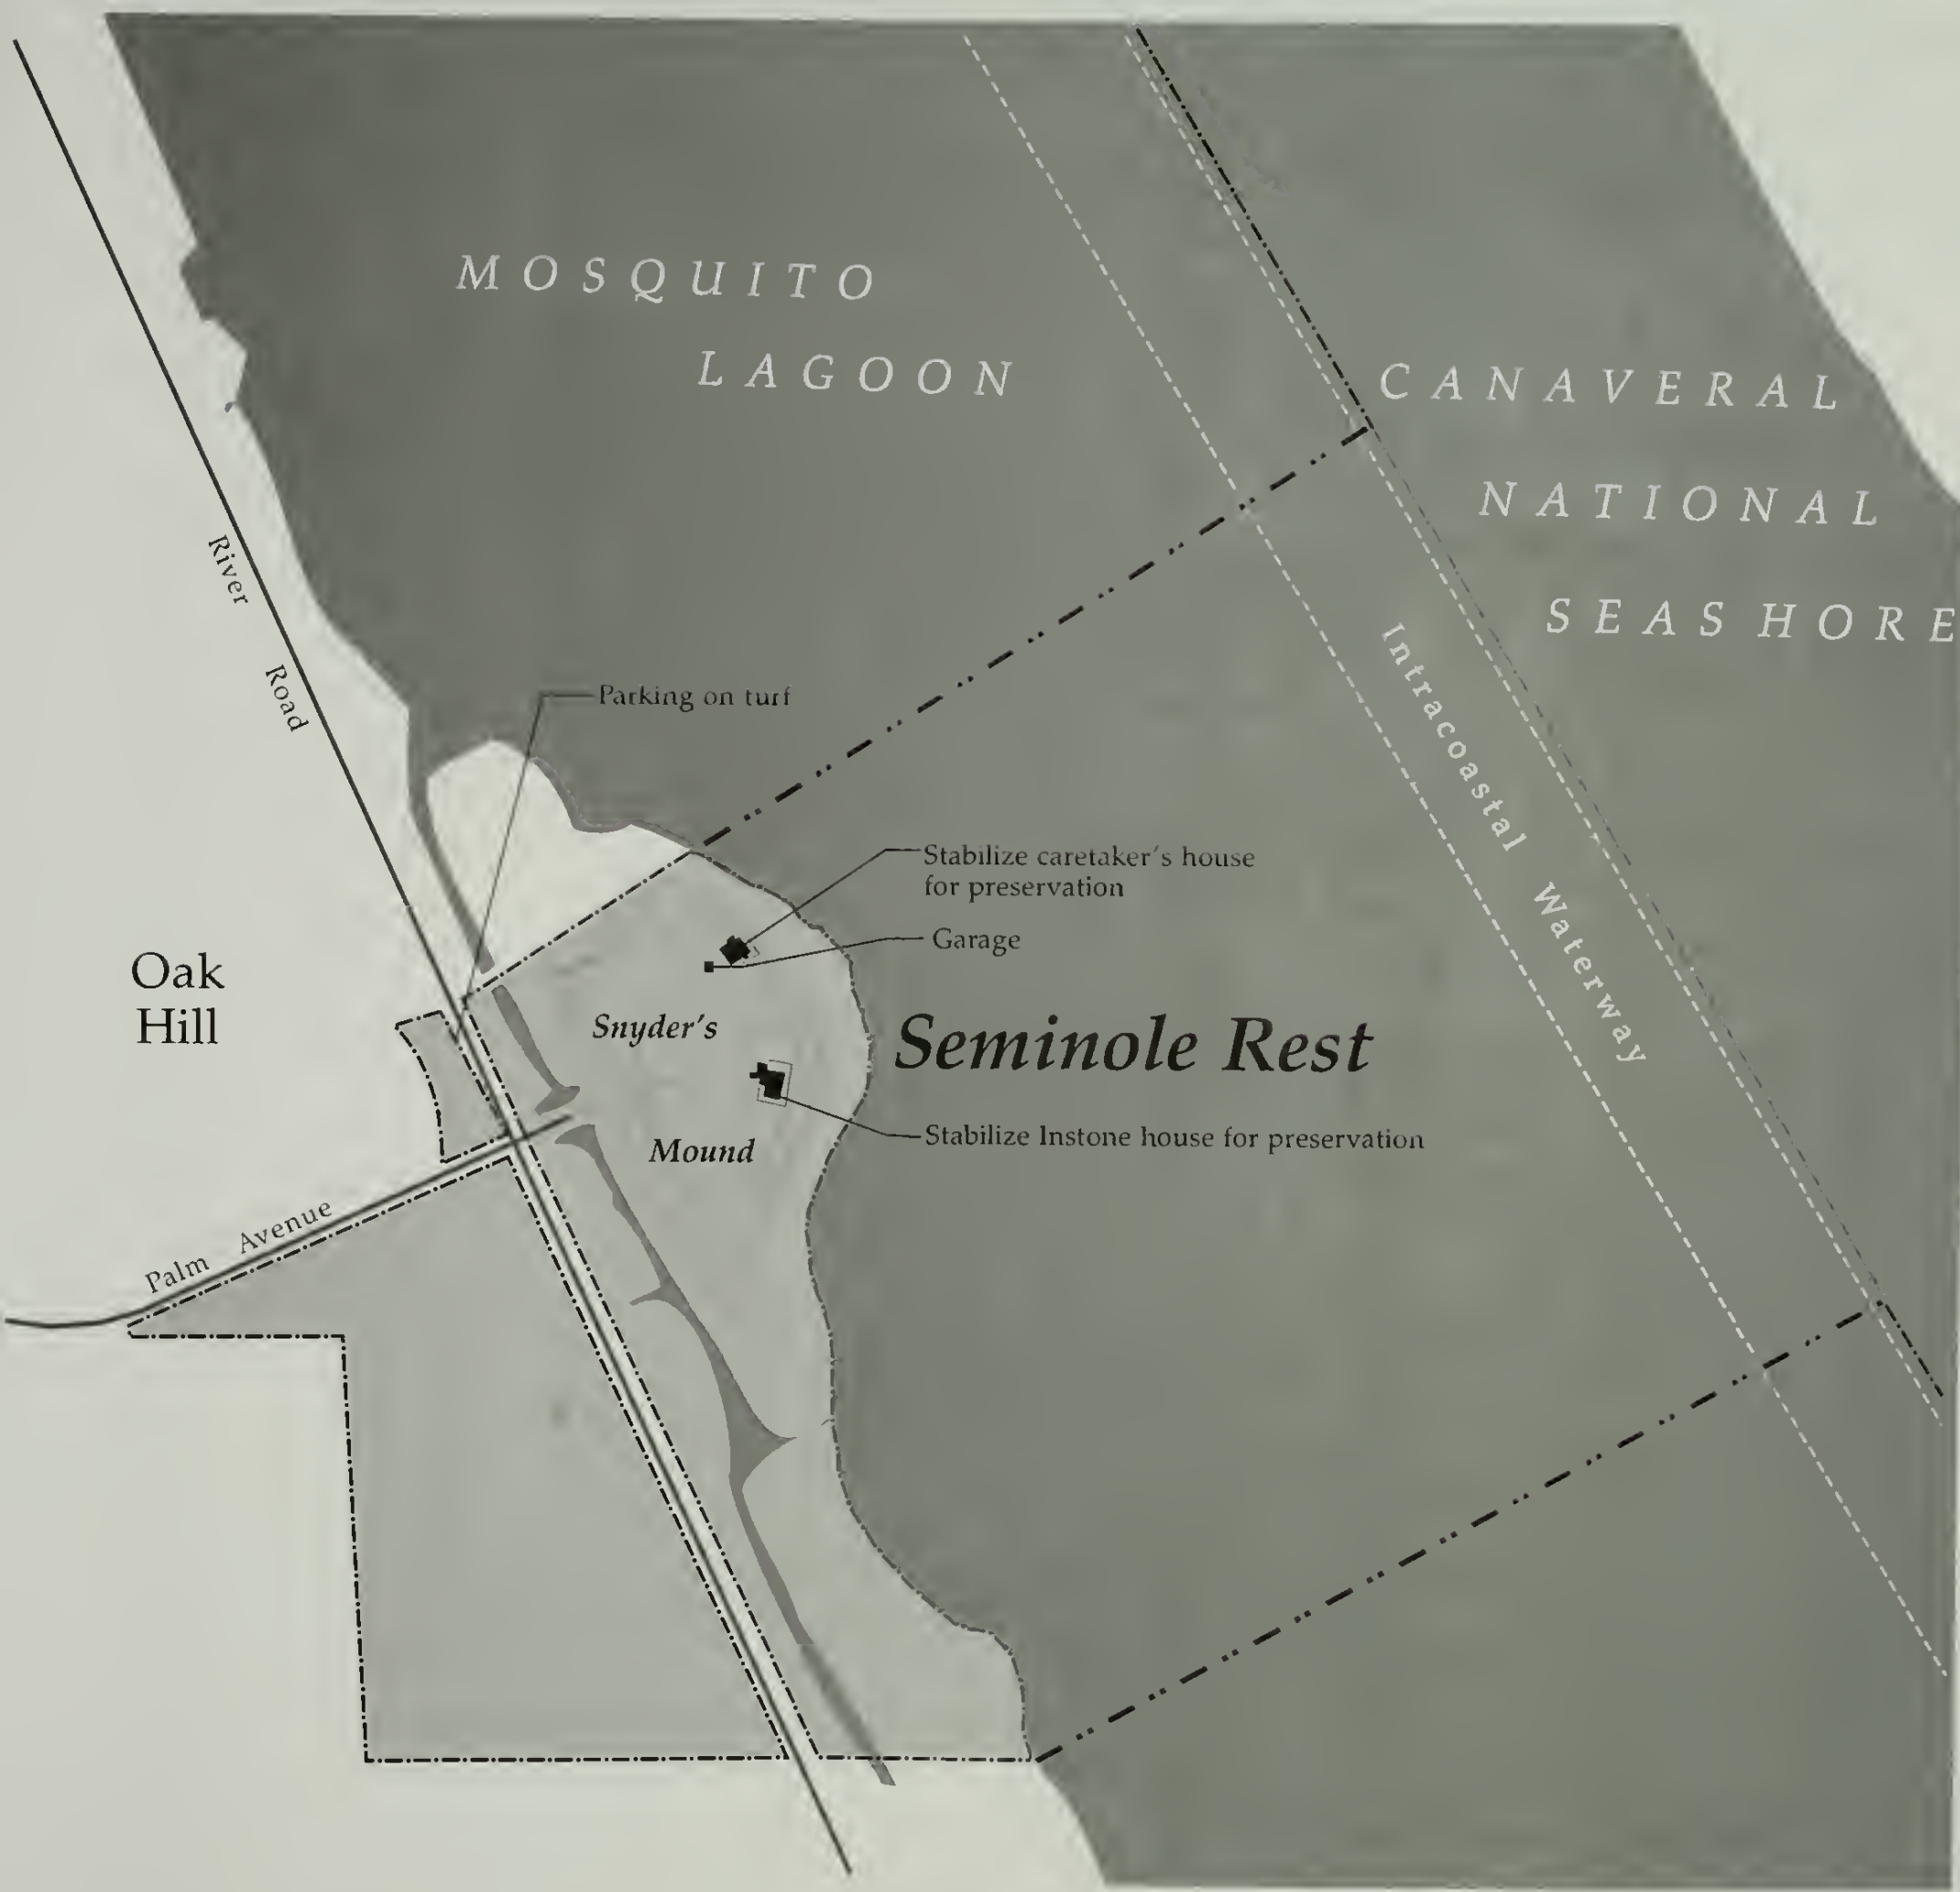 MOSQUITO
LAGOON
CANAVERAL
NATIONAL
SEASHORE
River Road
Parking on turf
Intracoastal Waterway
Stabilize caretaker's house
for preservation
Garage
Oak
Hill
Snyder's
Seminole Rest
Mound
Stabilize Instone house for preservation
Palm Avenue